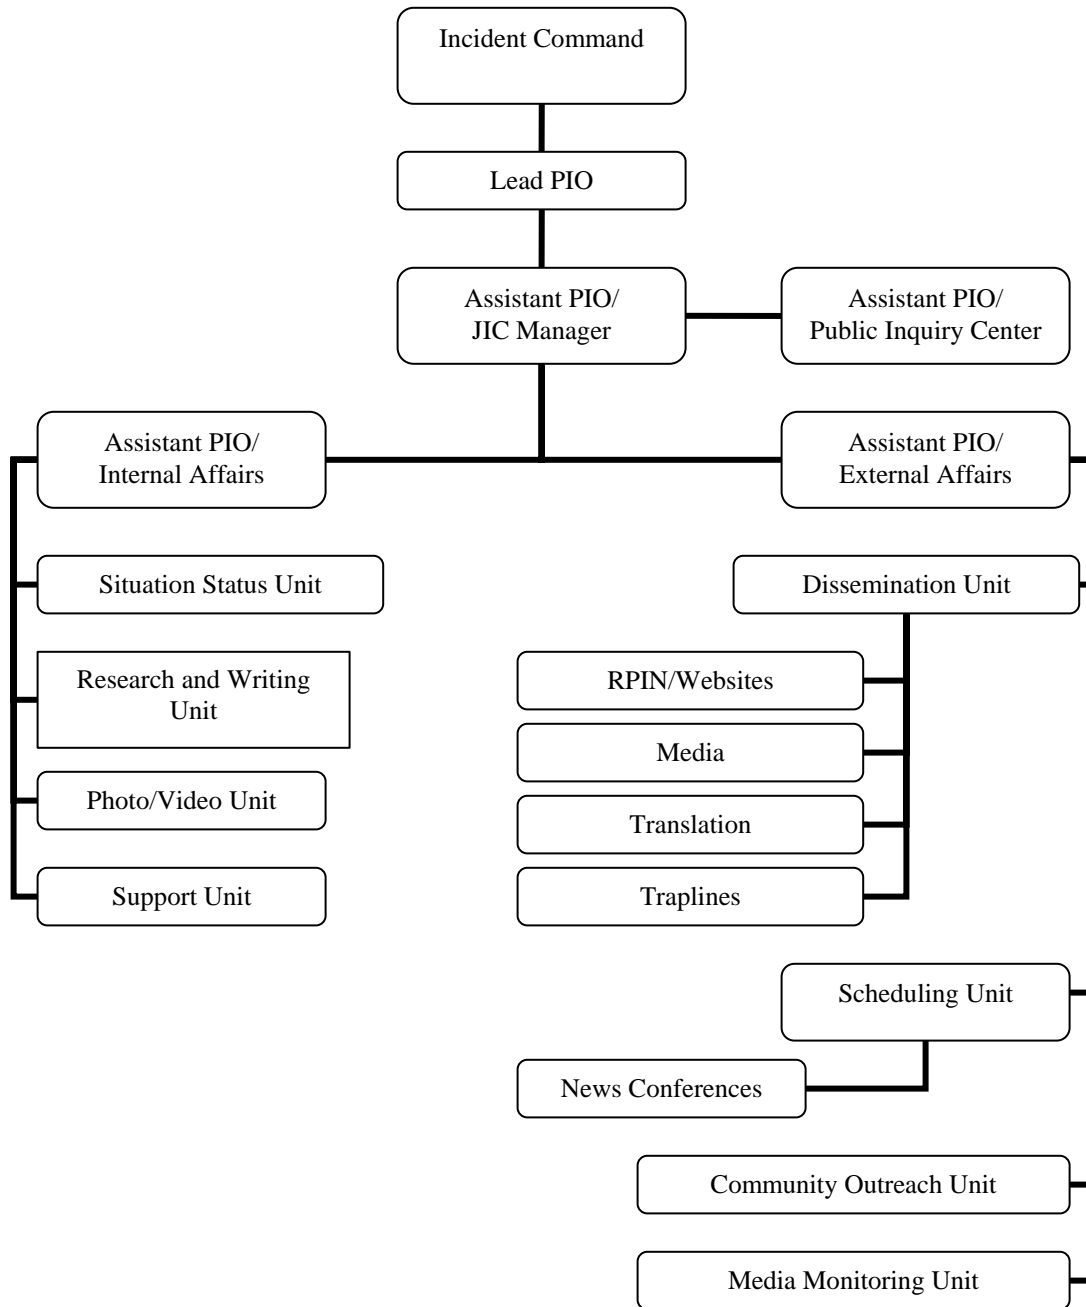 Incident Command
Lead PIO
Assistant PIO/
JIC Manager
Assistant PIO/
Public Inquiry Center
Assistant PIO/
Internal Affairs
Assistant PIO/
External Affairs
Situation Status Unit
Dissemination Unit
Research and Writing
Unit
RPIN/Websites
Media
Photo/Video Unit
Translation
Support Unit
Traplines
Scheduling Unit
News Conferences
Community Outreach Unit
Media Monitoring Unit